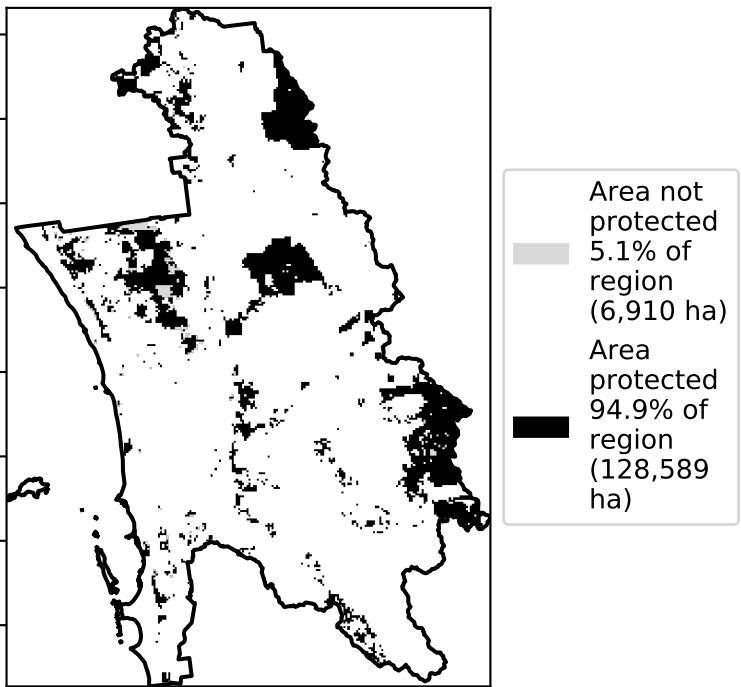 Area not
protected
5.1% of
region
(6,910 ha)
Area
protected
94.9% of
region
(128,589
ha)